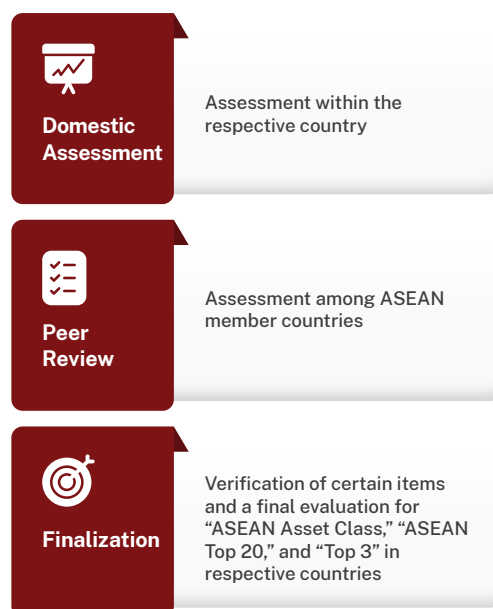 Domestic
Assessment
Assessment within the
respective country
Peer
Review
Assessment among ASEAN
member countries
Finalization
Verification of certain items
and a final evaluation for
“ASEAN Asset Class,” “ASEAN
Top 20,” and “Top 3” in
respective countries